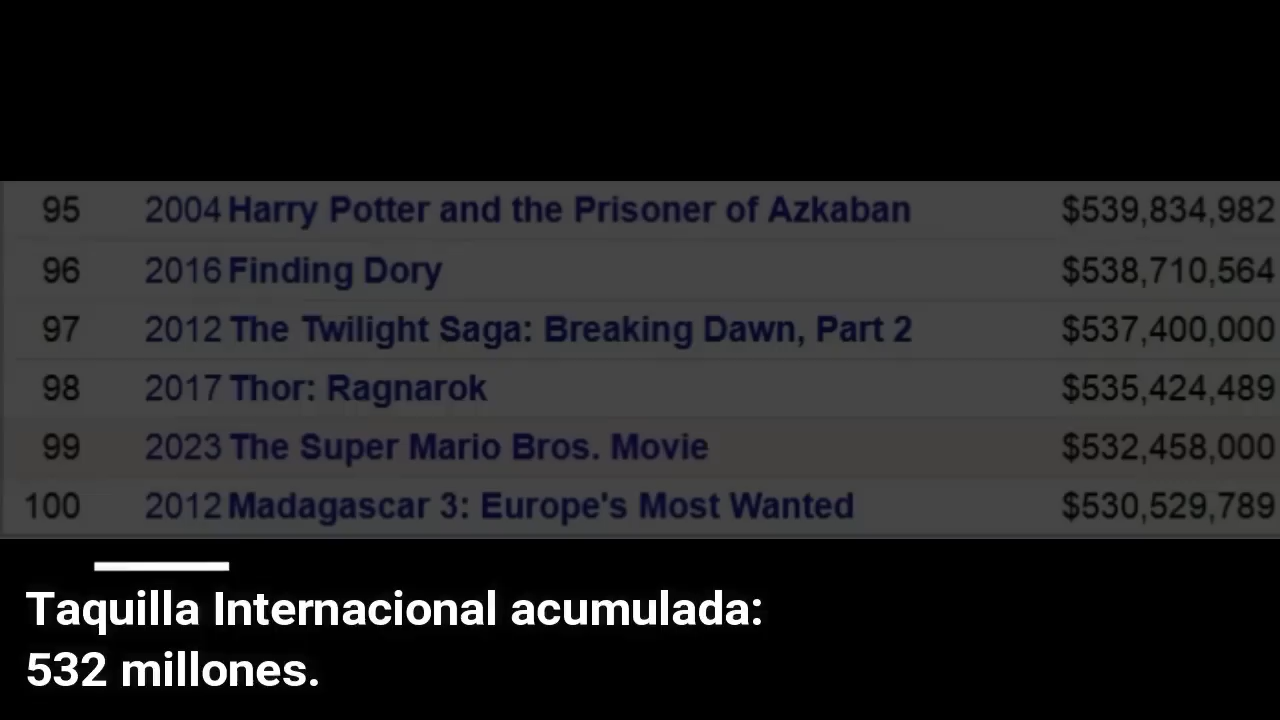 95 2004 Harry Potter and the Prisoner of Azkaban $539,834,982
96 2016 Finding Dory $538,710,564
97 2012 The Twilight Saga: Breaking Dawn, Part 2 $537,400,000
98 2017 Thor: Ragnarok $535,424,489
99 2023 The Super Mario Bros. Movie $532,458,000
100 2012 Madagascar 3: Europe's Most Wanted $530,529,789
Taquilla Internacional acumulada:
532 millones.